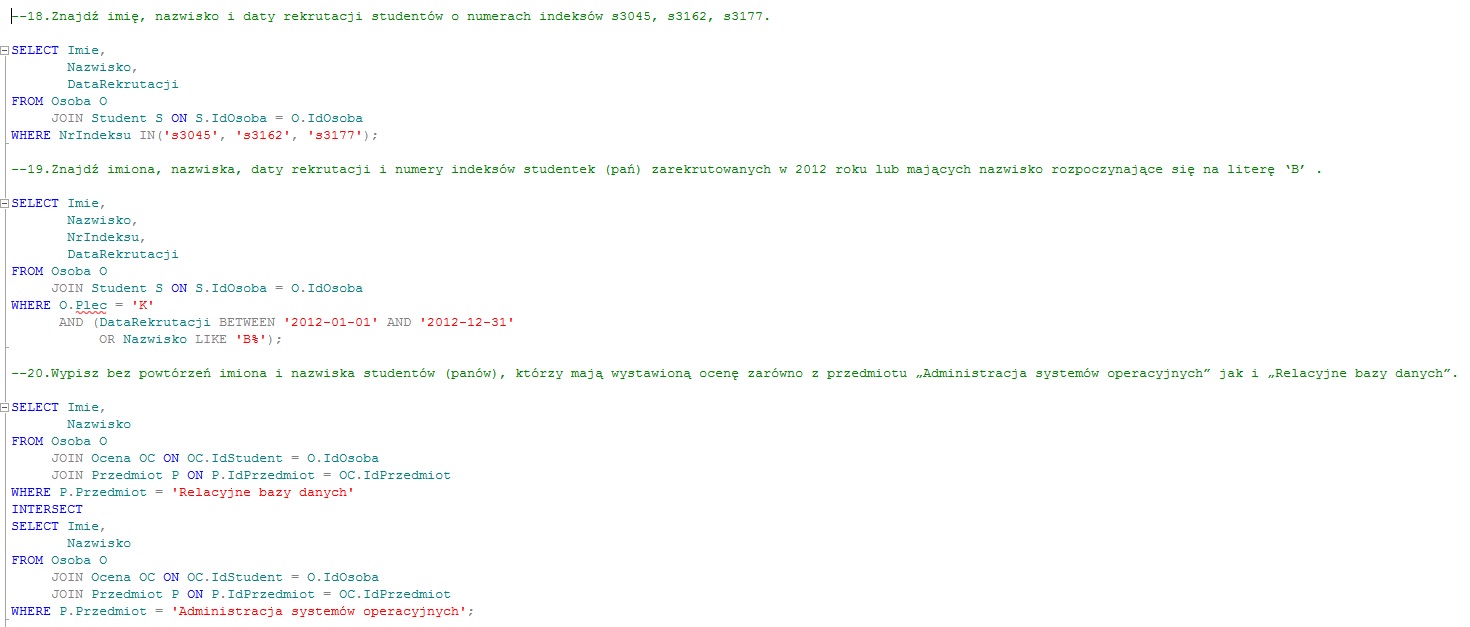 --18.Znajdź imię, nazwisko i daty rekrutacji studentów o numerach indeksów s3045, s3162, s3177.
SELECT Imie,
Nazwisko,
DataRekrutacji
FROM Osoba O
JOIN Student S ON S.IdOsoba = O.IdOsoba
WHERE NrIndeksu IN('s3045', 's3162', 's3177');
--19.Znajdź imiona, nazwiska, daty rekrutacji i numery indeksów studentek (pań) zarekrutowanych w 2012 roku lub mających nazwisko rozpoczynające się na literę ‘B’ .
SELECT Imie,
Nazwisko,
NrIndeksu,
DataRekrutacji
FROM Osoba O
JOIN Student S ON S.IdOsoba = O.IdOsoba
WHERE O.Plec = 'K'
AND (DataRekrutacji BETWEEN '2012-01-01' AND '2012-12-31'
OR Nazwisko LIKE 'B%');
--20.Wypisz bez powtórzeń imiona i nazwiska studentów (panów), którzy mają wystawioną ocenę zarówno z przedmiotu „Administracja systemów operacyjnych” jak i „Relacyjne bazy danych”.
SELECT Imie,
Nazwisko
FROM Osoba O
JOIN Ocena OC ON OC.IdStudent = O.IdOsoba
JOIN Przedmiot P ON P.IdPrzedmiot = OC.IdPrzedmiot
WHERE P.Przedmiot = 'Relacyjne bazy danych'
INTERSECT
SELECT Imie,
Nazwisko
FROM Osoba O
JOIN Ocena OC ON OC.IdStudent = O.IdOsoba
JOIN Przedmiot P ON P.IdPrzedmiot = OC.IdPrzedmiot
WHERE P.Przedmiot = 'Administracja systemów operacyjnych';